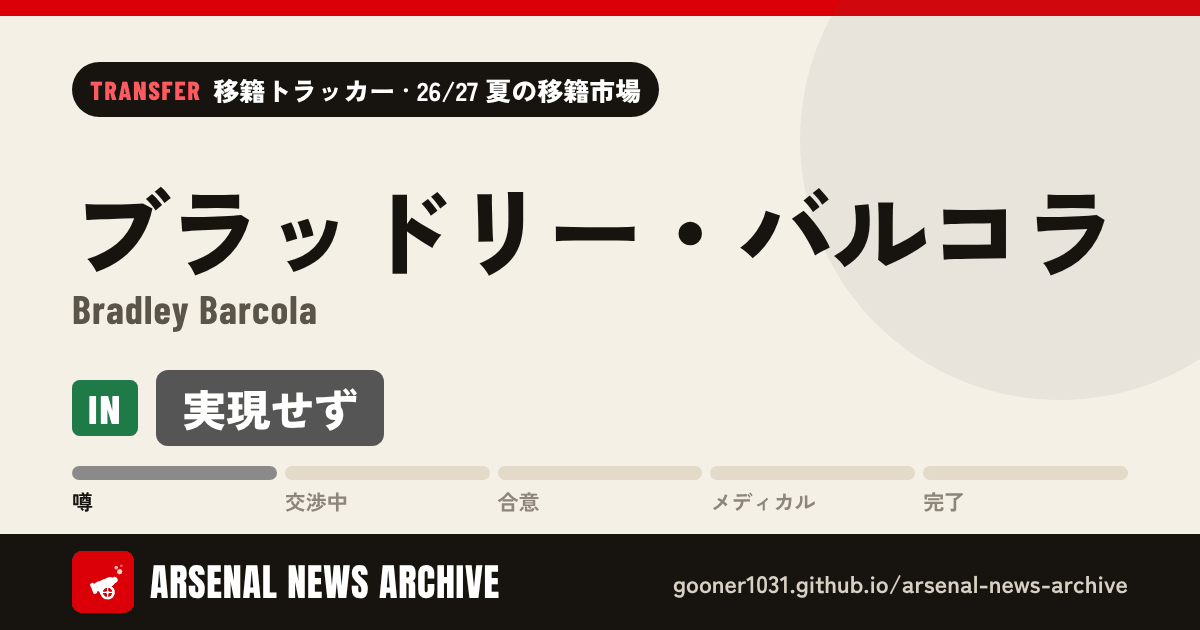 TRANSFER 移籍トラッカー · 26/27 夏の移籍市場
ブラッドリー・バルコラ
Bradley Barcola
IN 実現せず
噂 交渉中 合意 メディカル 完了
ARSENAL NEWS ARCHIVE gooner1031.github.io/arsenal-news-archive